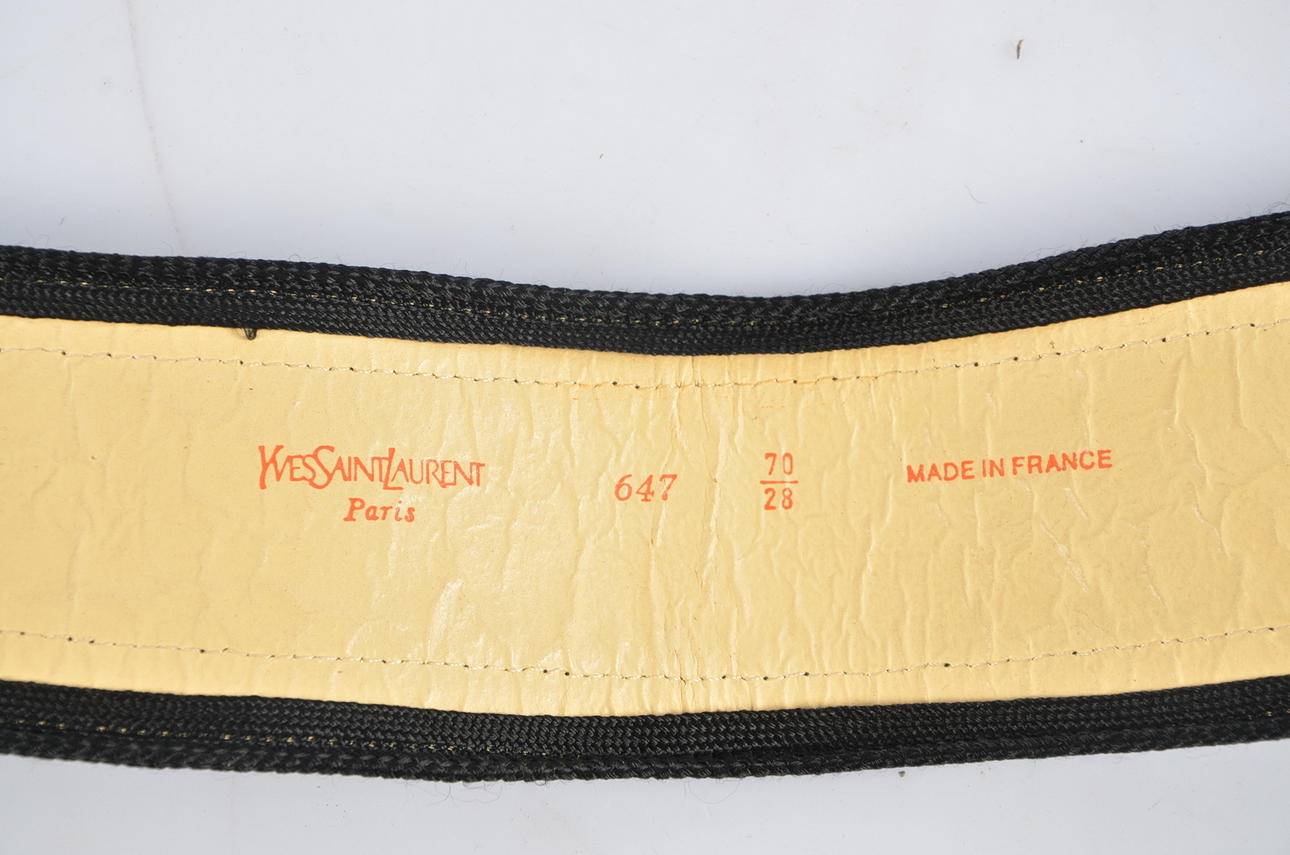 YVESSAINTLAURENT
Paris
647
70
28
MADE IN FRANCE